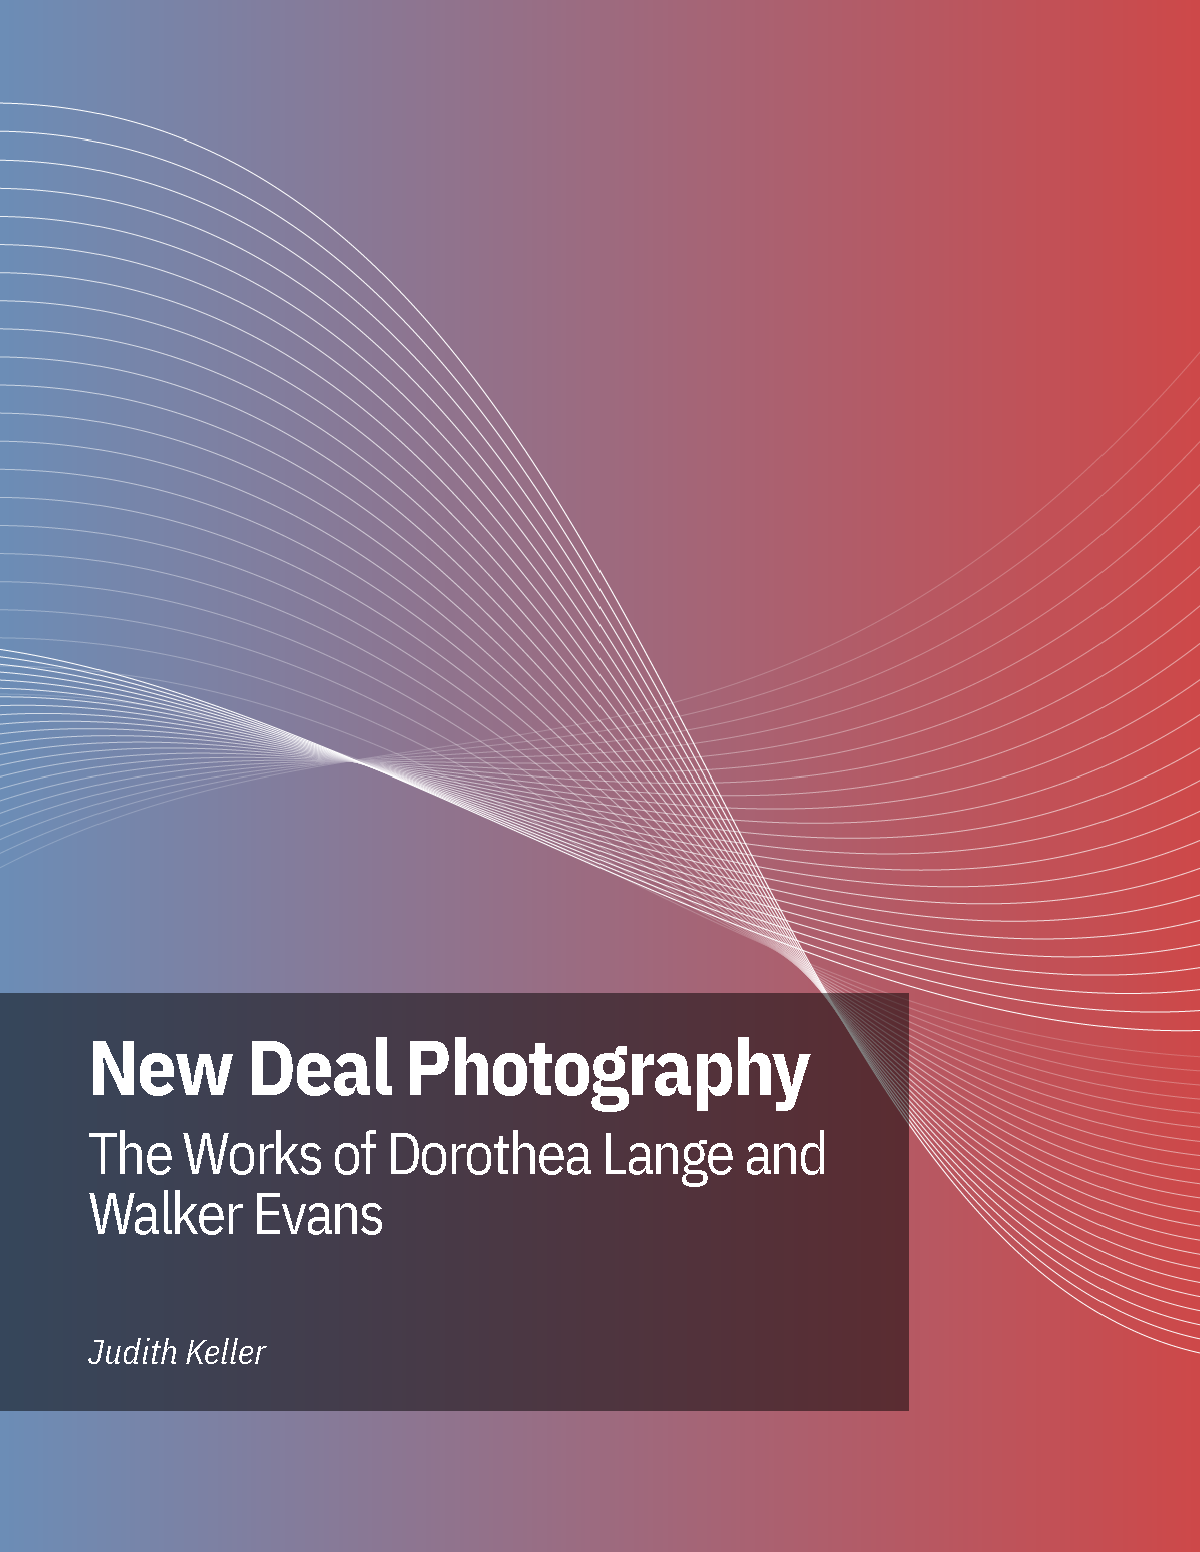 New Deal Photography
The Works of Dorothea Lange and
Walker Evans
Judith Keller